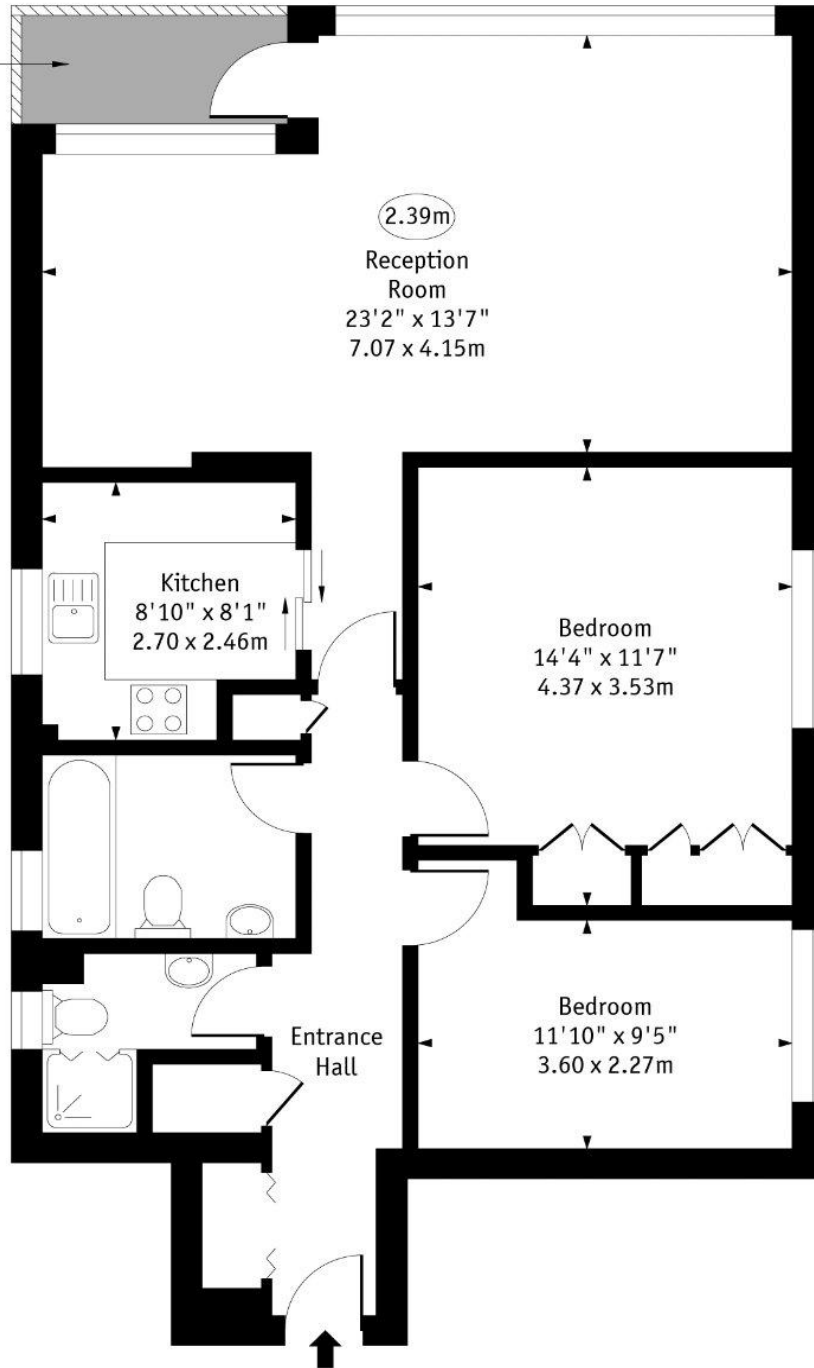 2.39m
Reception
Room
23'2" x 13'7"
7.07 x 4.15m
Kitchen
8'10" x 8'1"
2.70 x 2.46m
Bedroom
14'4" x 11'7"
4.37 x 3.53m
Bedroom
11'10" x 9'5"
3.60 x 2.27m
Entrance
Hall